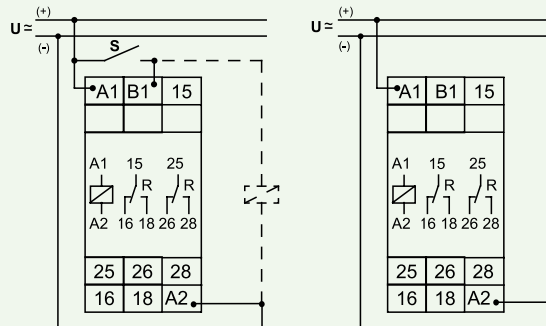 (+)
U≂
(-)
S
A1 B1 15
A1 15 25
R R
A2 16 18 26 28
25 26 28
16 18 A2
(+)
U≂
(-)
A1 B1 15
A1 15 25
R R
A2 16 18 26 28
25 26 28
16 18 A2